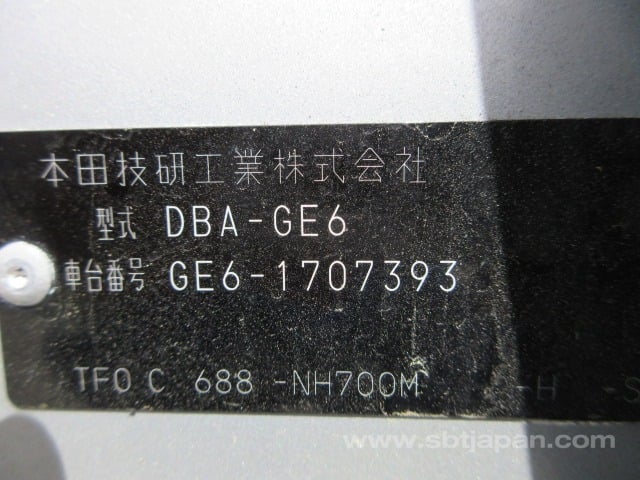 本田技研工業株式会社
型式 DBA-GE6
車台番号 GE6-1707393
TF0 C 688 -NH700M -H -S
www.sbtjapan.com